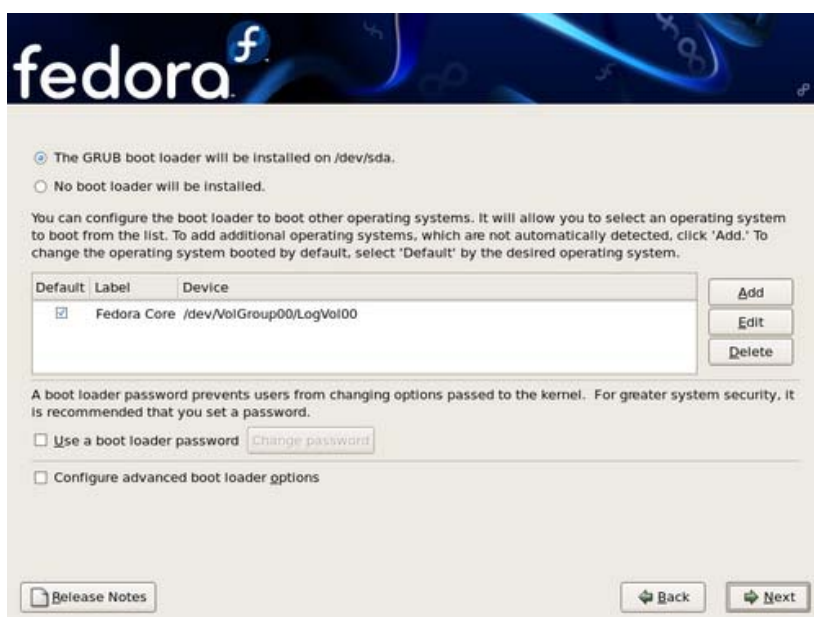 fedora
The GRUB boot loader will be installed on /dev/sda.
No boot loader will be installed.
You can configure the boot loader to boot other operating systems. It will allow you to select an operating system
to boot from the list. To add additional operating systems, which are not automatically detected, click 'Add.' To
change the operating system booted by default, select 'Default' by the desired operating system.
Default Label Device
Fedora Core /dev/VolGroup00/LogVol00
Add
Edit
Delete
A boot loader password prevents users from changing options passed to the kernel. For greater system security, it
is recommended that you set a password.
Use a boot loader password Change password
Configure advanced boot loader options
Release Notes Back Next